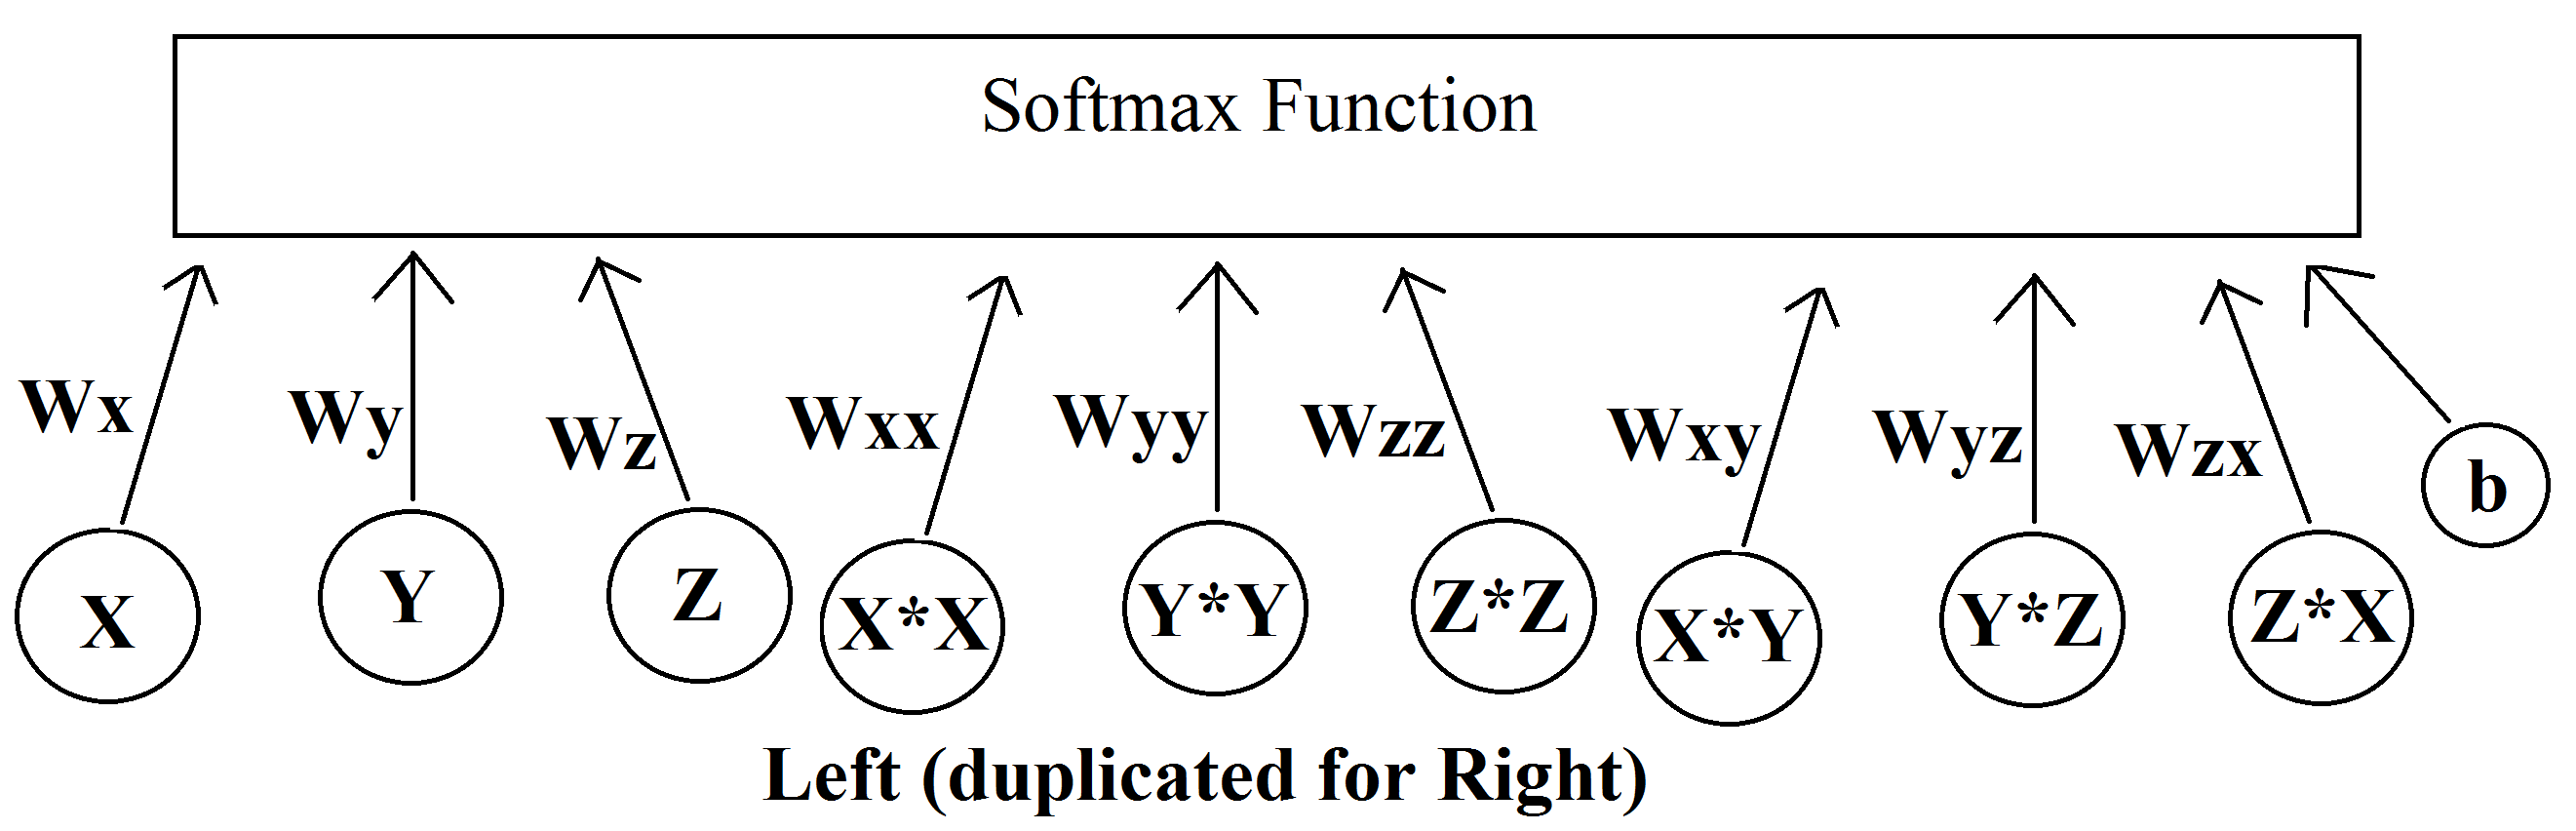 Softmax Function
Wx Wy Wz Wxx Wyy Wzz Wxy Wyz Wzx b
X Y Z X*X Y*Y Z*Z X*Y Y*Z Z*X
Left (duplicated for Right)